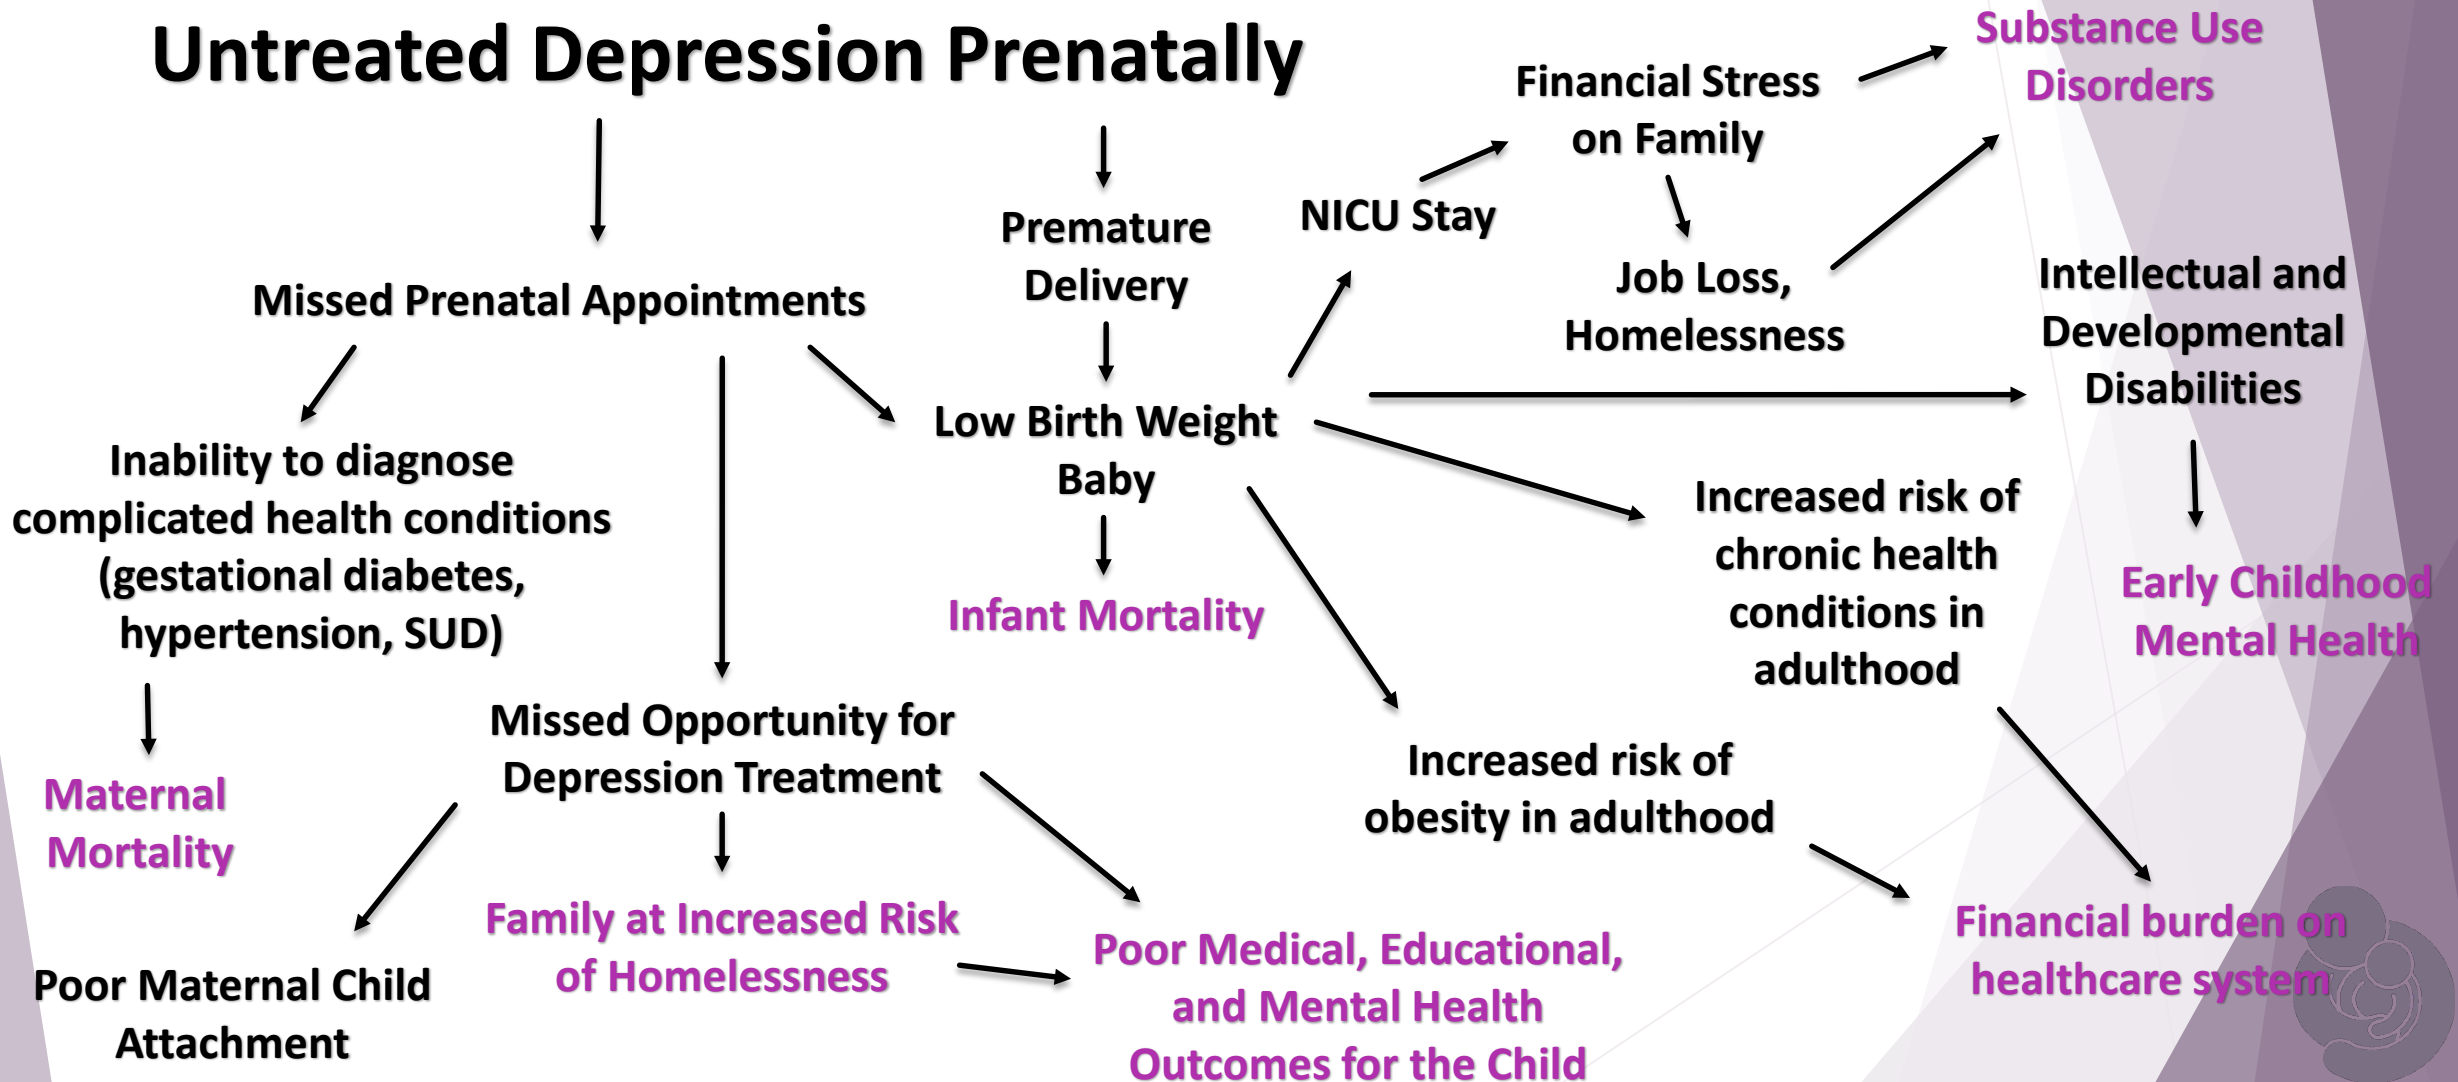 Untreated Depression Prenatally
Missed Prenatal Appointments
Inability to diagnose
complicated health conditions
(gestational diabetes,
hypertension, SUD)
Maternal
Mortality
Missed Opportunity for
Depression Treatment
Poor Maternal Child
Attachment
Family at Increased Risk
of Homelessness
Poor Medical, Educational,
and Mental Health
Outcomes for the Child
Premature
Delivery
Low Birth Weight
Baby
Infant Mortality
NICU Stay
Financial Stress
on Family
Job Loss,
Homelessness
Substance Use
Disorders
Intellectual and
Developmental
Disabilities
Early Childhood
Mental Health
Increased risk of
chronic health
conditions in
adulthood
Increased risk of
obesity in adulthood
Financial burden on
healthcare system